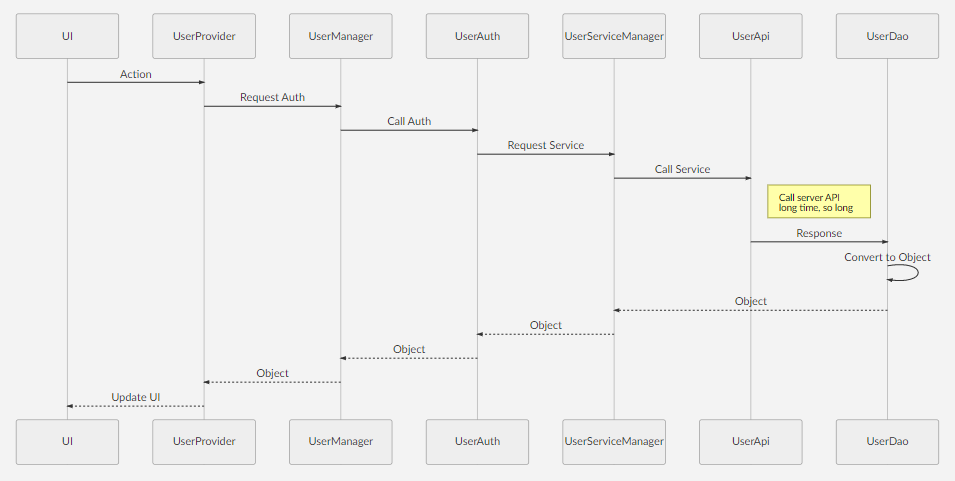 UI
UserProvider
UserManager
UserAuth
UserServiceManager
UserApi
UserDao
Action
Request Auth
Call Auth
Request Service
Call Service
Call server API
long time, so long
Response
Convert to Object
Object
Object
Object
Object
Update UI
UI
UserProvider
UserManager
UserAuth
UserServiceManager
UserApi
UserDao